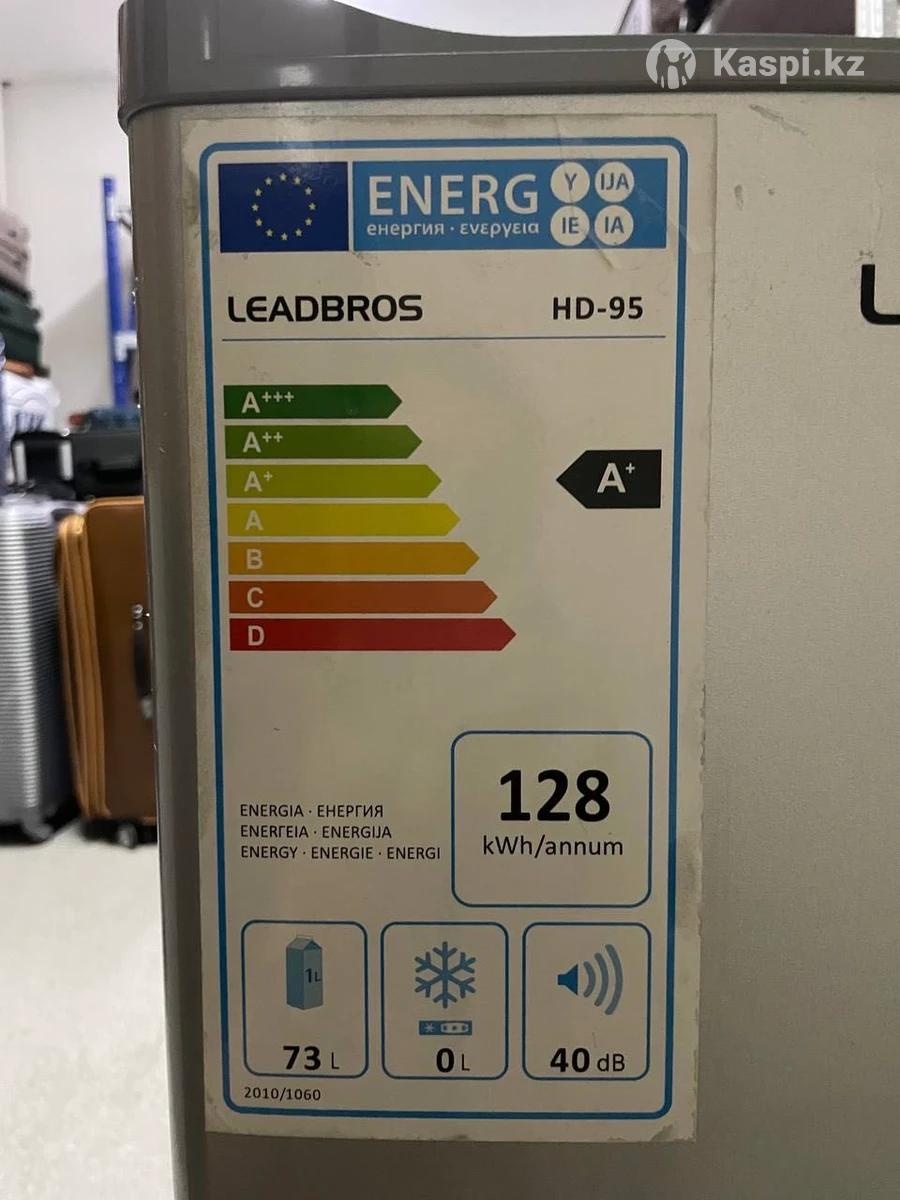 Kaspi.kz
ENERG Y IJA
енергия · ενεργεια IE IA
LEADBROS HD-95
A+++
A++
A+
A+
A
B
C
D
128
kWh/annum
ENERGIA · ЕНЕРГИЯ
ΕΝΕΡΓΕΙΑ · ENERGIJA
ENERGY · ENERGIE · ENERGI
1L
73 L
0 L
40 dB
2010/1060